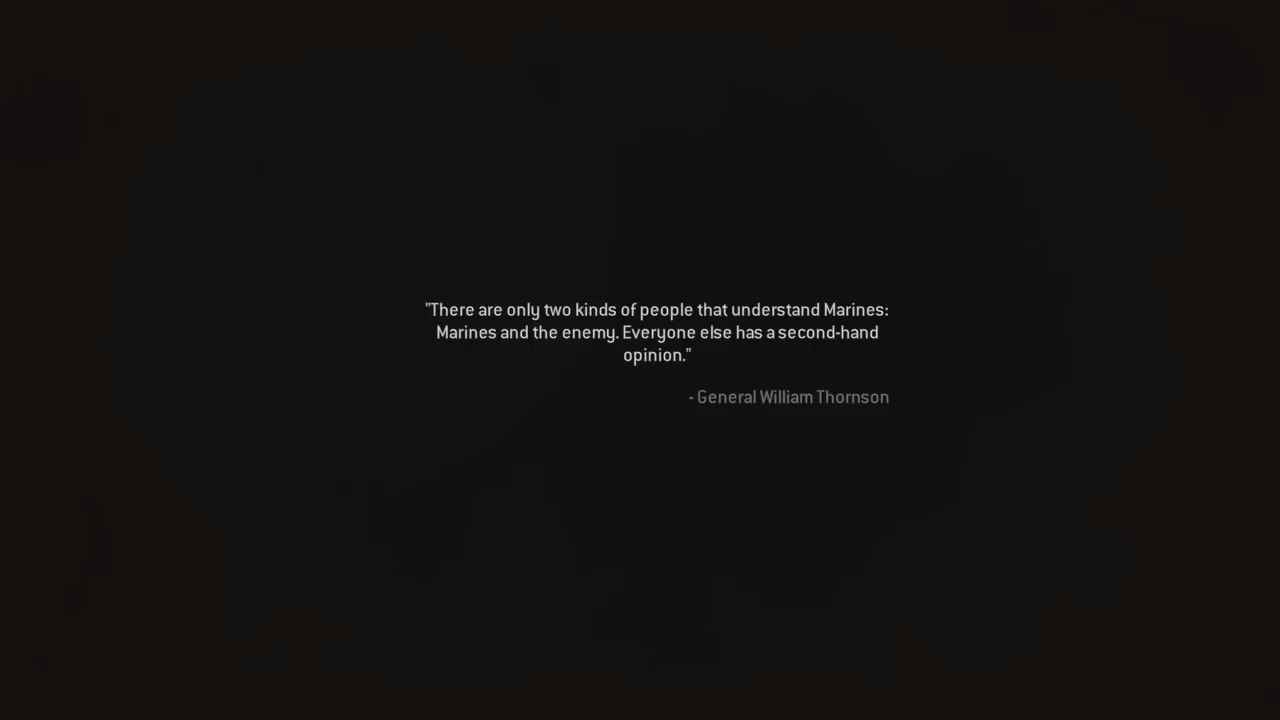 "There are only two kinds of people that understand Marines:
Marines and the enemy. Everyone else has a second-hand
opinion."
- General William Thornson